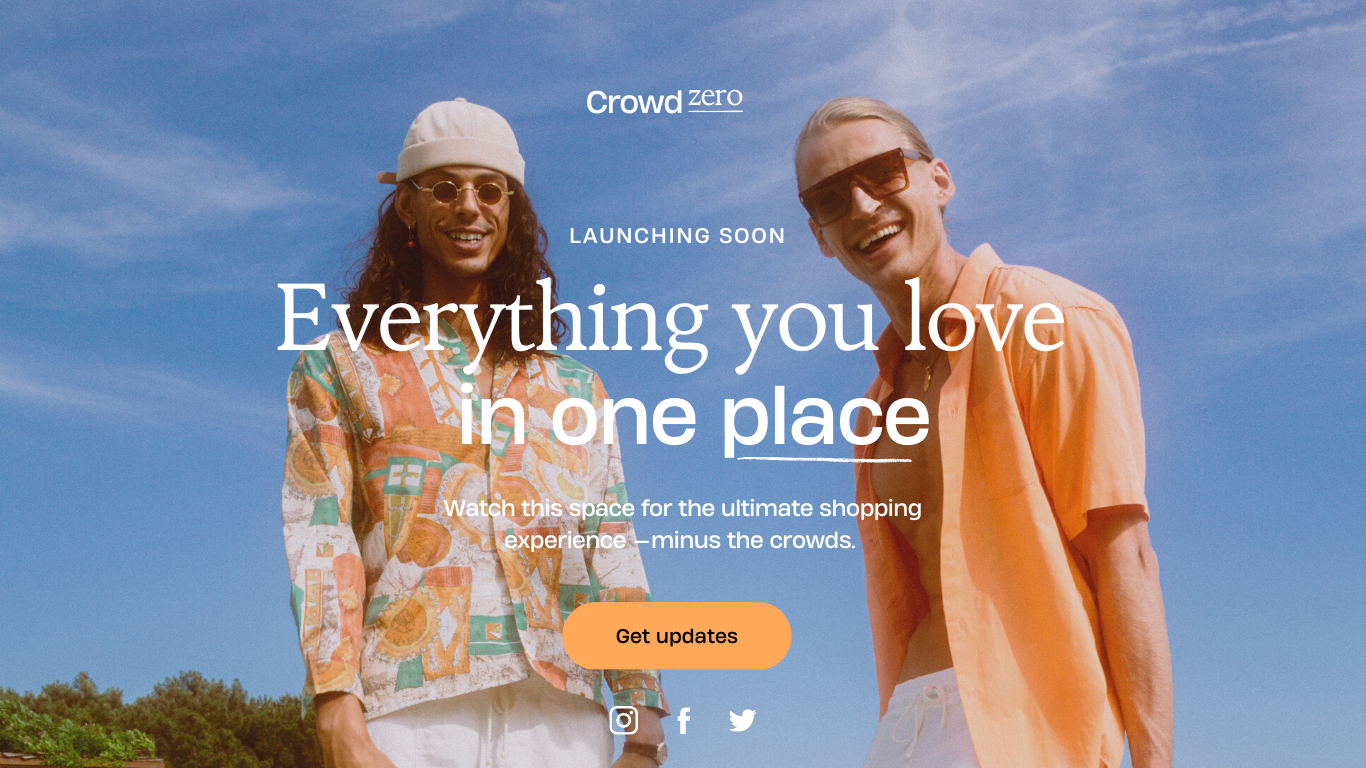 Crowd zero
LAUNCHING SOON
Everything you love
in one place
Watch this space for the ultimate shopping
experience —minus the crowds.
Get updates